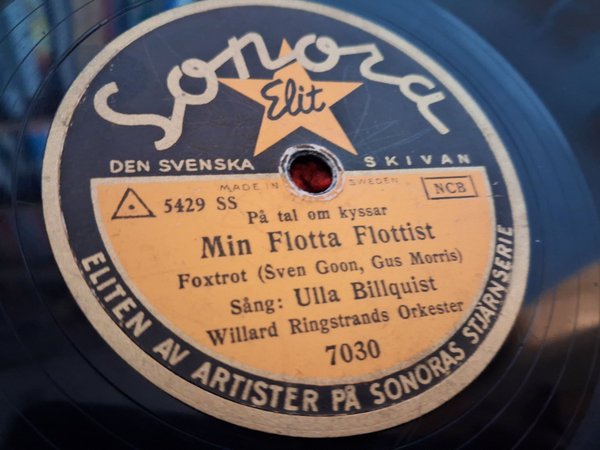 Sonora
Elit
DEN SVENSKA SKIVAN
MADE IN SWEDEN
5429 SS
NCB
På tal om kyssar
Min Flotta Flottist
Foxtrot (Sven Goon, Gus Morris)
Sång: Ulla Billquist
Willard Ringstrands Orkester
7030
ELITEN AV ARTISTER PÅ SONORAS STJÄRNSERIE